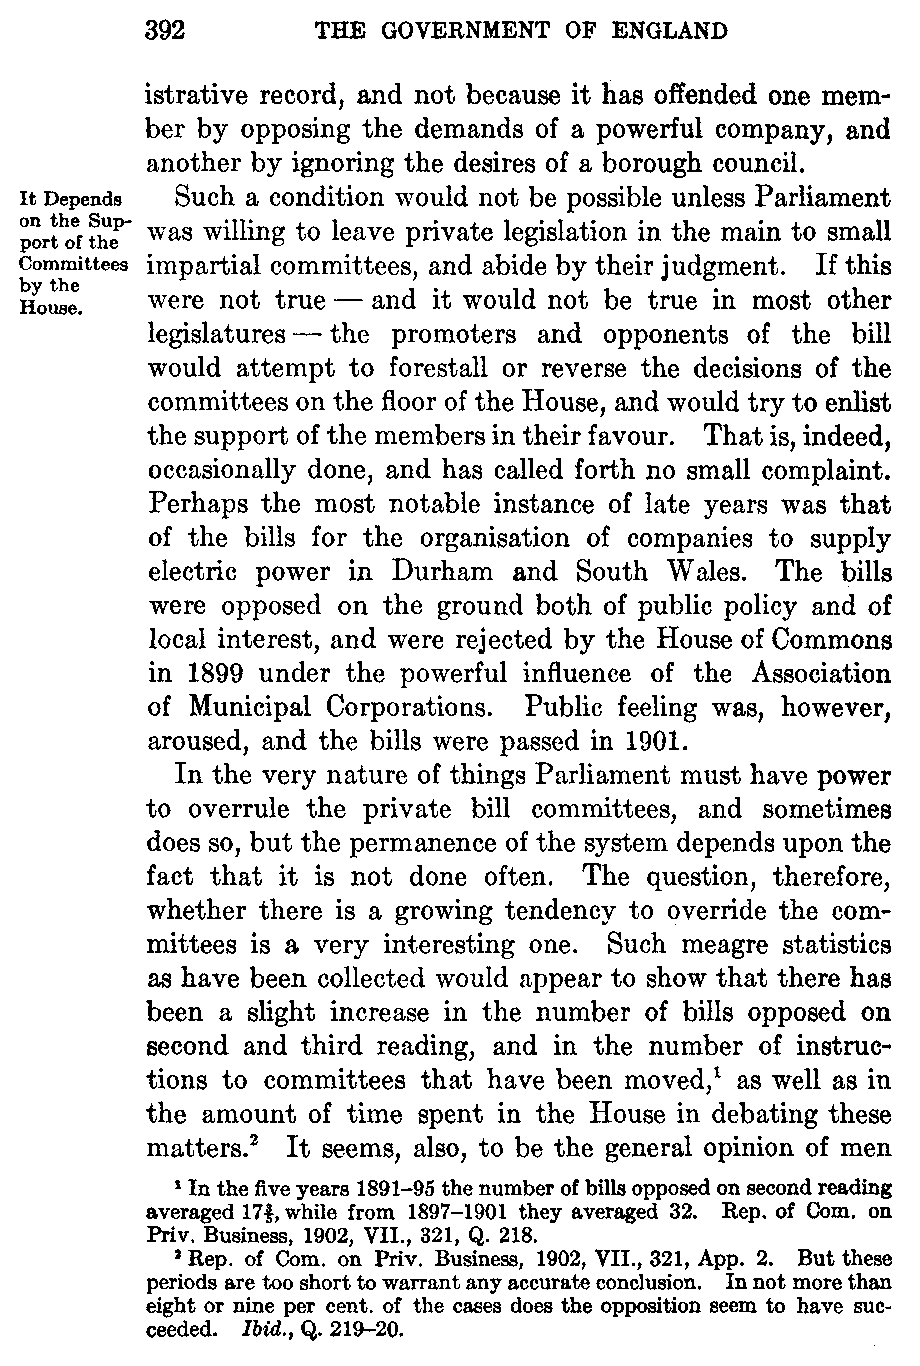 392 THE GOVERNMENT OF ENGLAND
istrative record, and not because it has offended one mem-
ber by opposing the demands of a powerful company, and
another by ignoring the desires of a borough council.
It Depends
on the Sup-
port of the
Committees
by the
House.
Such a condition would not be possible unless Parliament
was willing to leave private legislation in the main to small
impartial committees, and abide by their judgment. If this
were not true — and it would not be true in most other
legislatures — the promoters and opponents of the bill
would attempt to forestall or reverse the decisions of the
committees on the floor of the House, and would try to enlist
the support of the members in their favour. That is, indeed,
occasionally done, and has called forth no small complaint.
Perhaps the most notable instance of late years was that
of the bills for the organisation of companies to supply
electric power in Durham and South Wales. The bills
were opposed on the ground both of public policy and of
local interest, and were rejected by the House of Commons
in 1899 under the powerful influence of the Association
of Municipal Corporations. Public feeling was, however,
aroused, and the bills were passed in 1901.
In the very nature of things Parliament must have power
to overrule the private bill committees, and sometimes
does so, but the permanence of the system depends upon the
fact that it is not done often. The question, therefore,
whether there is a growing tendency to override the com-
mittees is a very interesting one. Such meagre statistics
as have been collected would appear to show that there has
been a slight increase in the number of bills opposed on
second and third reading, and in the number of instruc-
tions to committees that have been moved,¹ as well as in
the amount of time spent in the House in debating these
matters.² It seems, also, to be the general opinion of men
¹ In the five years 1891–95 the number of bills opposed on second reading
averaged 17⅗, while from 1897–1901 they averaged 32. Rep. of Com. on
Priv. Business, 1902, VII., 321, Q. 218.
² Rep. of Com. on Priv. Business, 1902, VII., 321, App. 2. But these
periods are too short to warrant any accurate conclusion. In not more than
eight or nine per cent. of the cases does the opposition seem to have suc-
ceeded. Ibid., Q. 219–20.